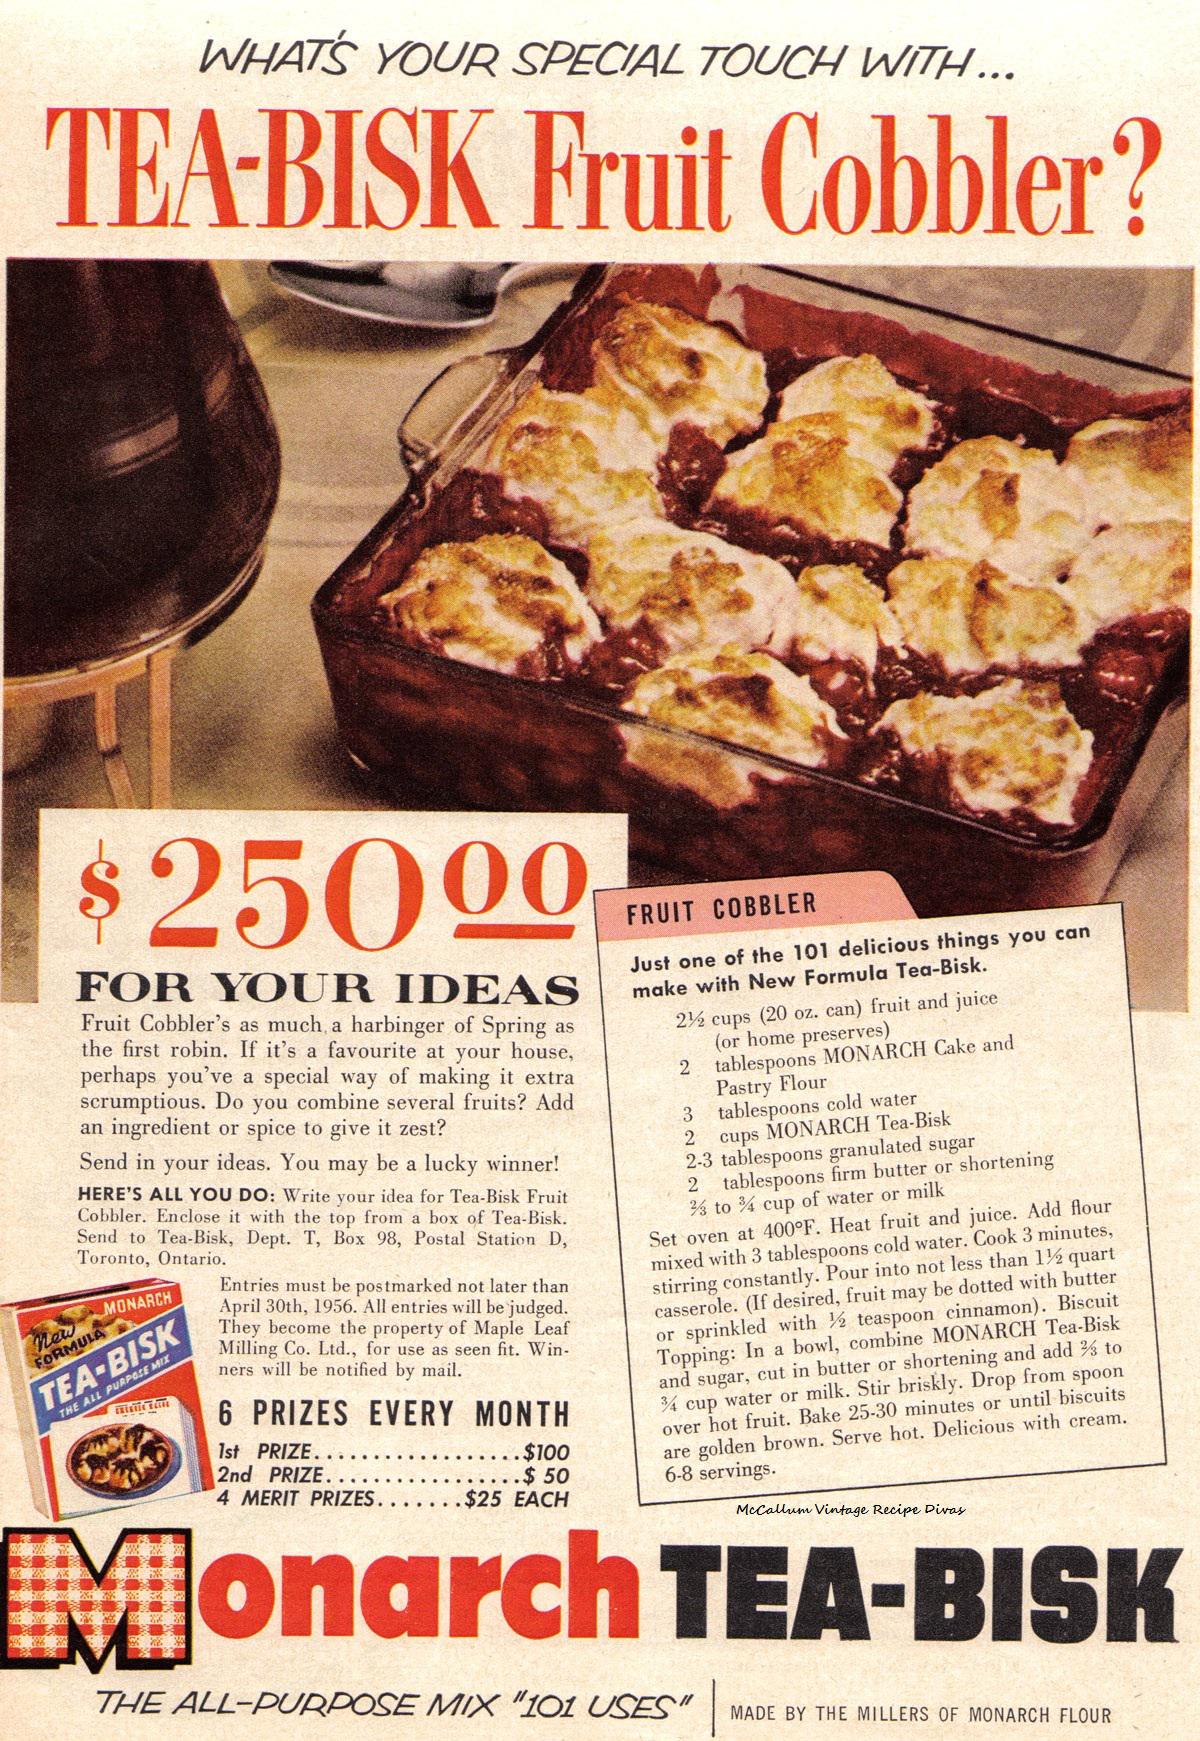 WHAT'S YOUR SPECIAL TOUCH WITH...
TEA-BISK Fruit Cobbler?
$250 00
FOR YOUR IDEAS
Fruit Cobbler's as much a harbinger of Spring as
the first robin. If it's a favourite at your house,
perhaps you've a special way of making it extra
scrumptious. Do you combine several fruits? Add
an ingredient or spice to give it zest?
Send in your ideas. You may be a lucky winner!
HERE'S ALL YOU DO: Write your idea for Tea-Bisk Fruit
Cobbler. Enclose it with the top from a box of Tea-Bisk.
Send to Tea-Bisk, Dept. T, Box 98, Postal Station D,
Toronto, Ontario.
Entries must be postmarked not later than
April 30th, 1956. All entries will be judged.
They become the property of Maple Leaf
Milling Co. Ltd., for use as seen fit. Win-
ners will be notified by mail.
6 PRIZES EVERY MONTH
1st PRIZE...................$100
2nd PRIZE...................$ 50
4 MERIT PRIZES.......$25 EACH
MONARCH
New
FORMULA
TEA-BISK
THE ALL PURPOSE MIX
FRUIT COBBLER
Just one of the 101 delicious things you can
make with New Formula Tea-Bisk.
2½ cups (20 oz. can) fruit and juice
(or home preserves)
2 tablespoons MONARCH Cake and
Pastry Flour
3 tablespoons cold water
2 cups MONARCH Tea-Bisk
2-3 tablespoons granulated sugar
2 tablespoons firm butter or shortening
⅔ to ¾ cup of water or milk
Set oven at 400°F. Heat fruit and juice. Add flour
mixed with 3 tablespoons cold water. Cook 3 minutes,
stirring constantly. Pour into not less than 1½ quart
casserole. (If desired, fruit may be dotted with butter
or sprinkled with ½ teaspoon cinnamon). Biscuit
Topping: In a bowl, combine MONARCH Tea-Bisk
and sugar, cut in butter or shortening and add ⅔ to
¾ cup water or milk. Stir briskly. Drop from spoon
over hot fruit. Bake 25-30 minutes or until biscuits
are golden brown. Serve hot. Delicious with cream.
6-8 servings.
McCallum Vintage Recipe Divas
Monarch TEA-BISK
THE ALL-PURPOSE MIX "101 USES"
MADE BY THE MILLERS OF MONARCH FLOUR